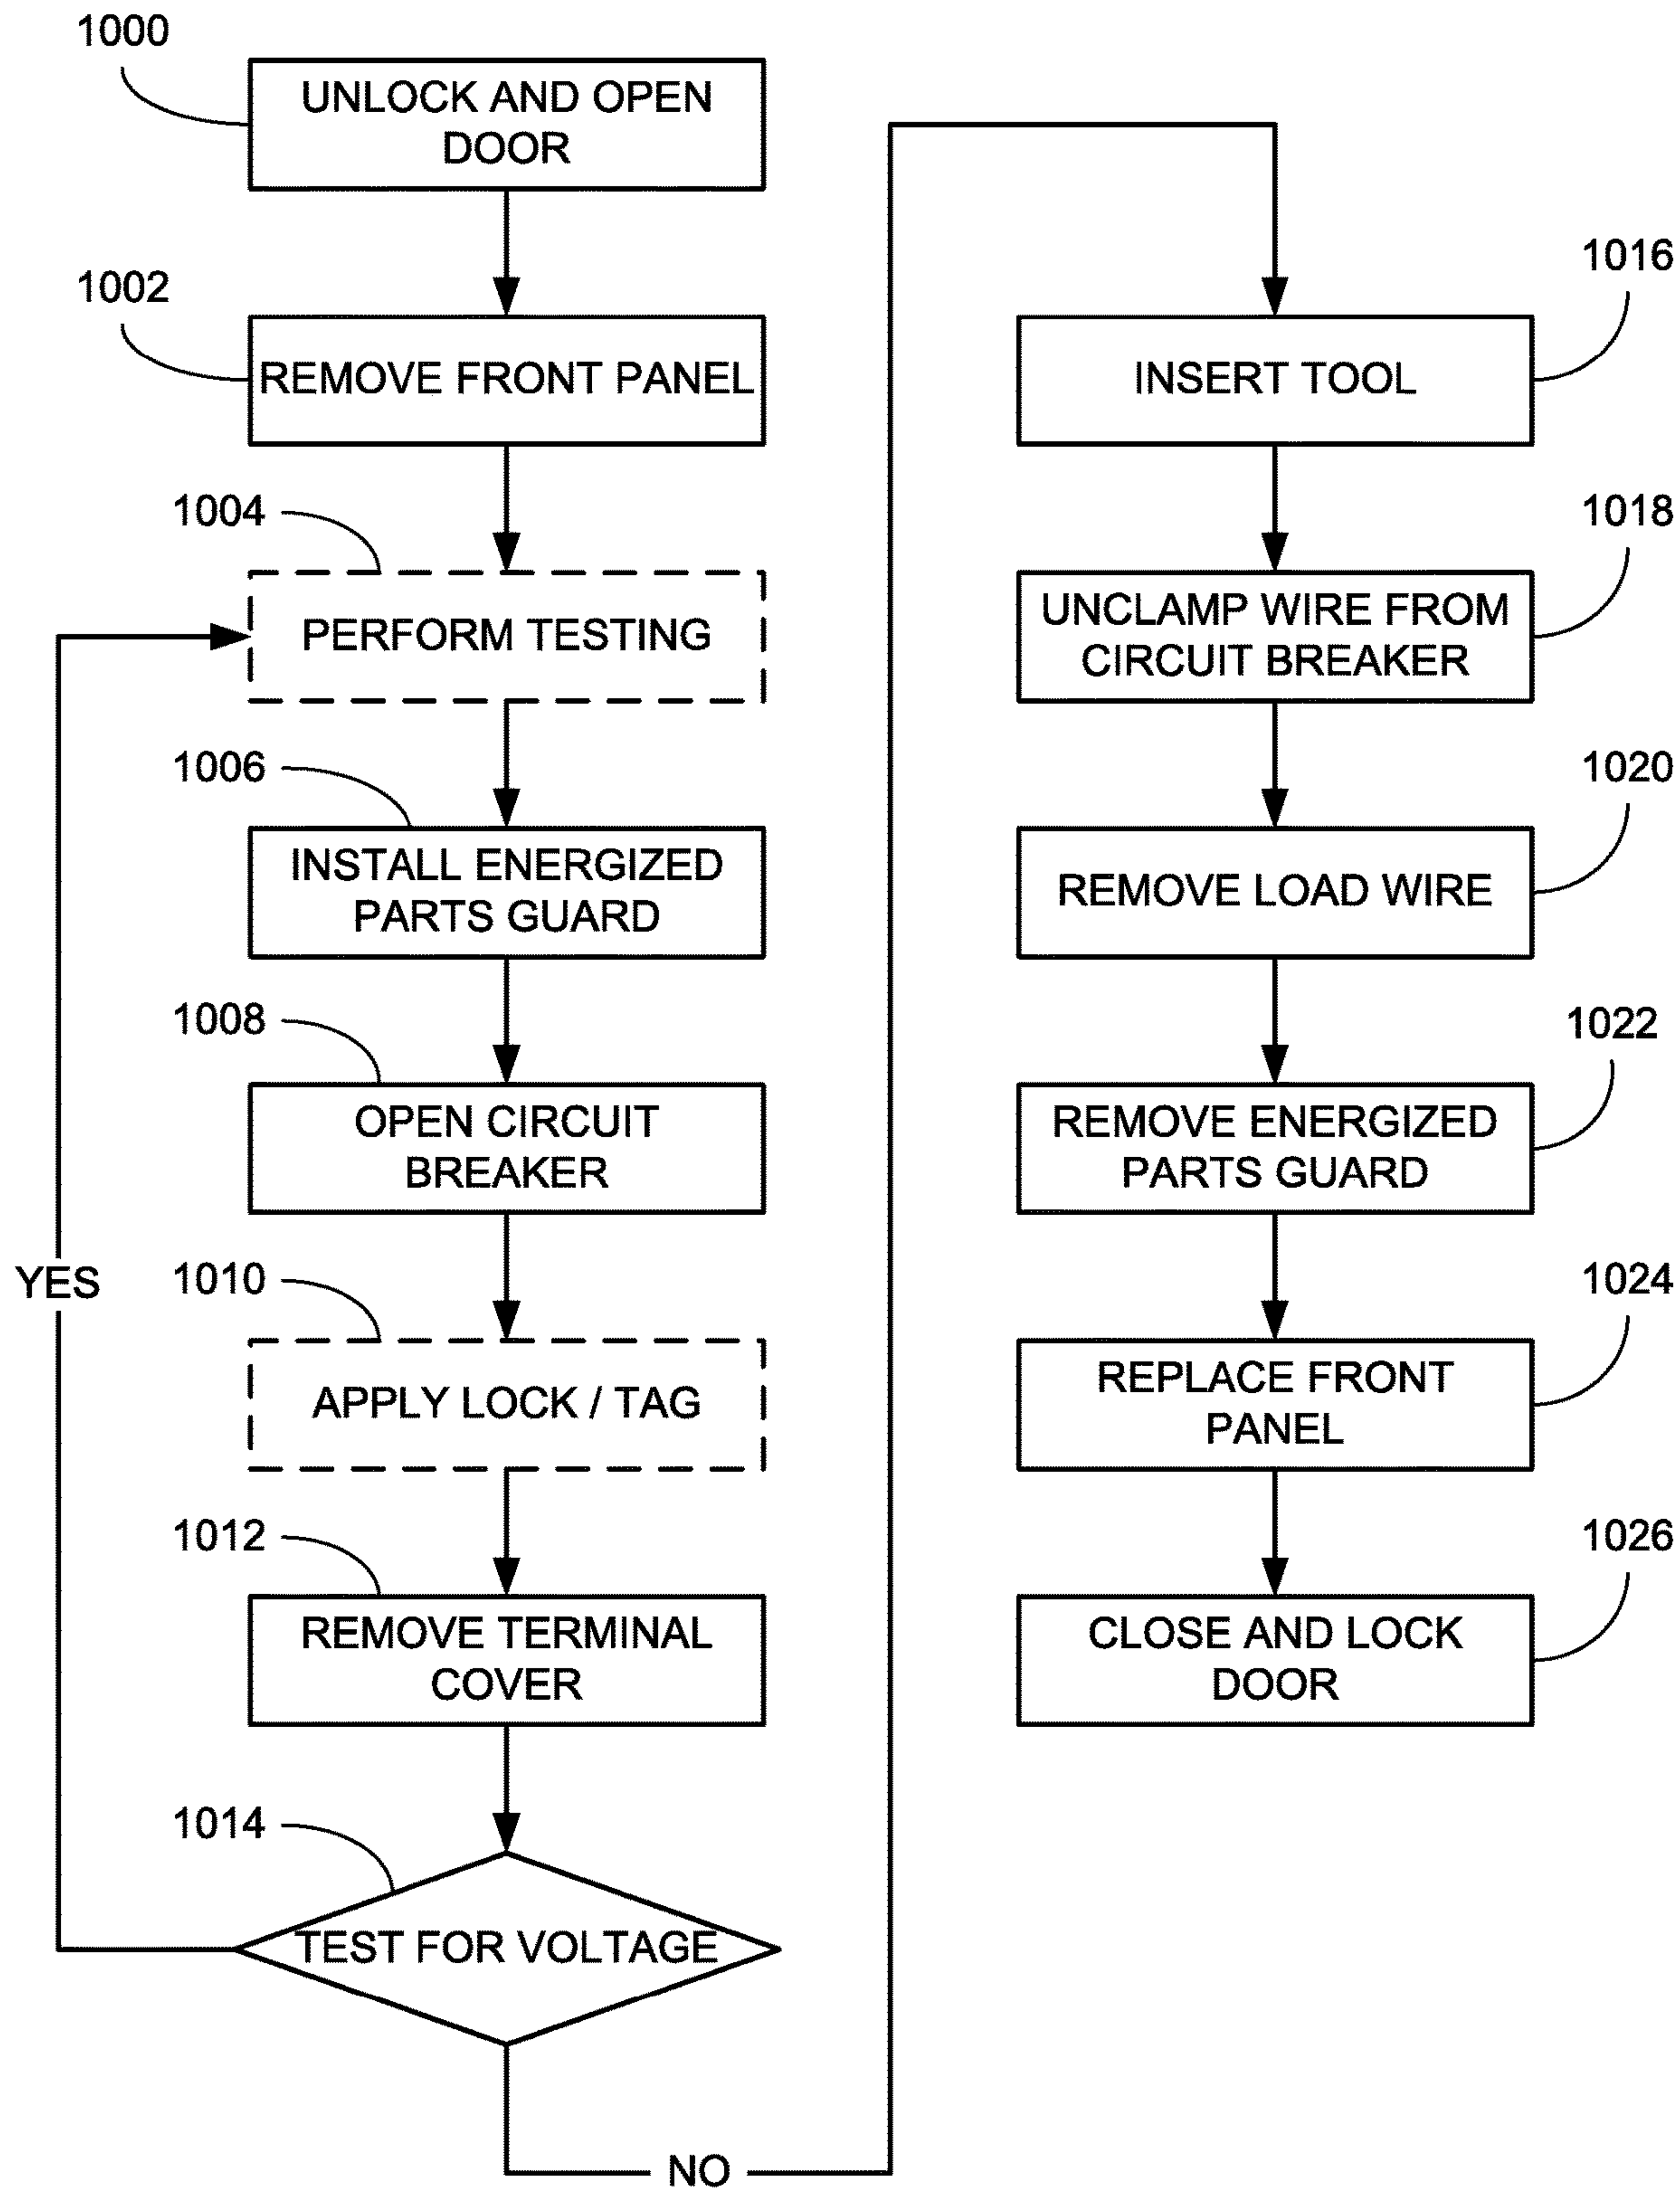 1000
UNLOCK AND OPEN
DOOR
1002
REMOVE FRONT PANEL
1004
PERFORM TESTING
1006
INSTALL ENERGIZED
PARTS GUARD
1008
OPEN CIRCUIT
BREAKER
YES
1010
APPLY LOCK / TAG
1012
REMOVE TERMINAL
COVER
1014
TEST FOR VOLTAGE
NO
1016
INSERT TOOL
1018
UNCLAMP WIRE FROM
CIRCUIT BREAKER
1020
REMOVE LOAD WIRE
1022
REMOVE ENERGIZED
PARTS GUARD
1024
REPLACE FRONT
PANEL
1026
CLOSE AND LOCK
DOOR